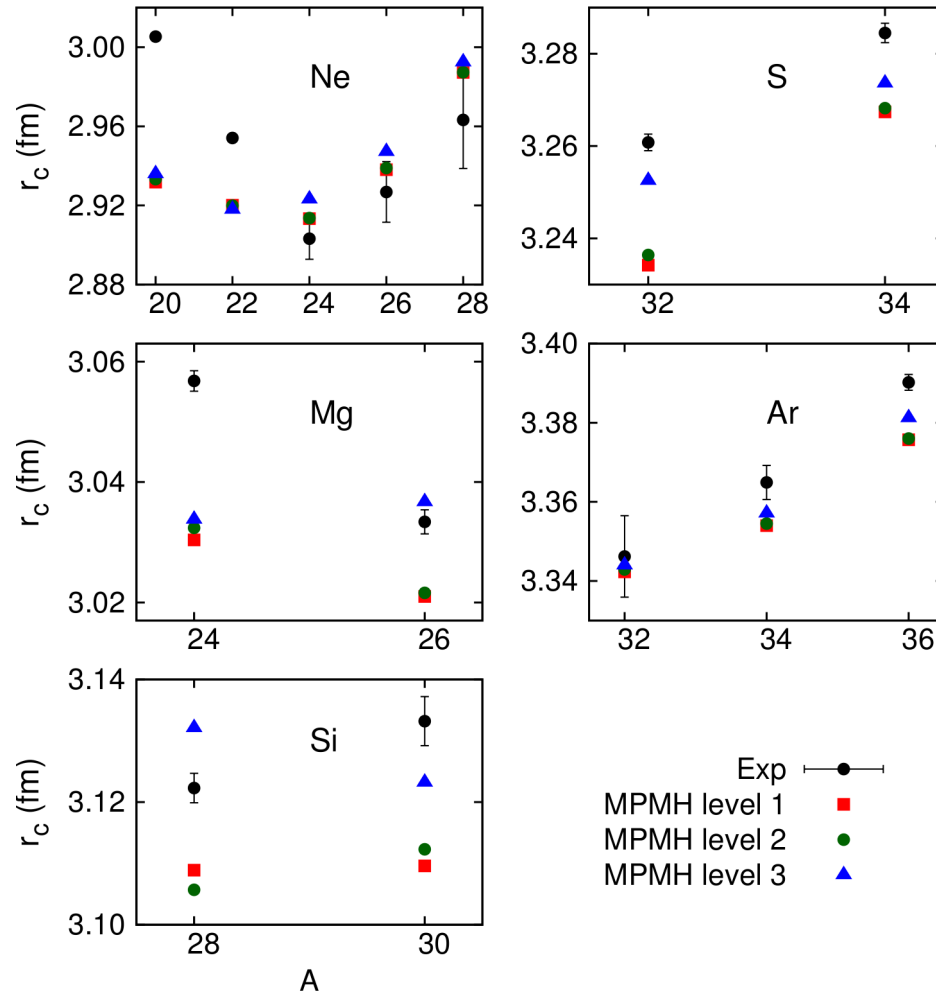 Ne
r_c (fm)
3.00
2.96
2.92
2.88
20 22 24 26 28
S
3.28
3.26
3.24
32 34
Mg
r_c (fm)
3.06
3.04
3.02
24 26
Ar
3.40
3.38
3.36
3.34
32 34 36
Si
r_c (fm)
3.14
3.12
3.10
28 30
A
Exp
MPMH level 1
MPMH level 2
MPMH level 3